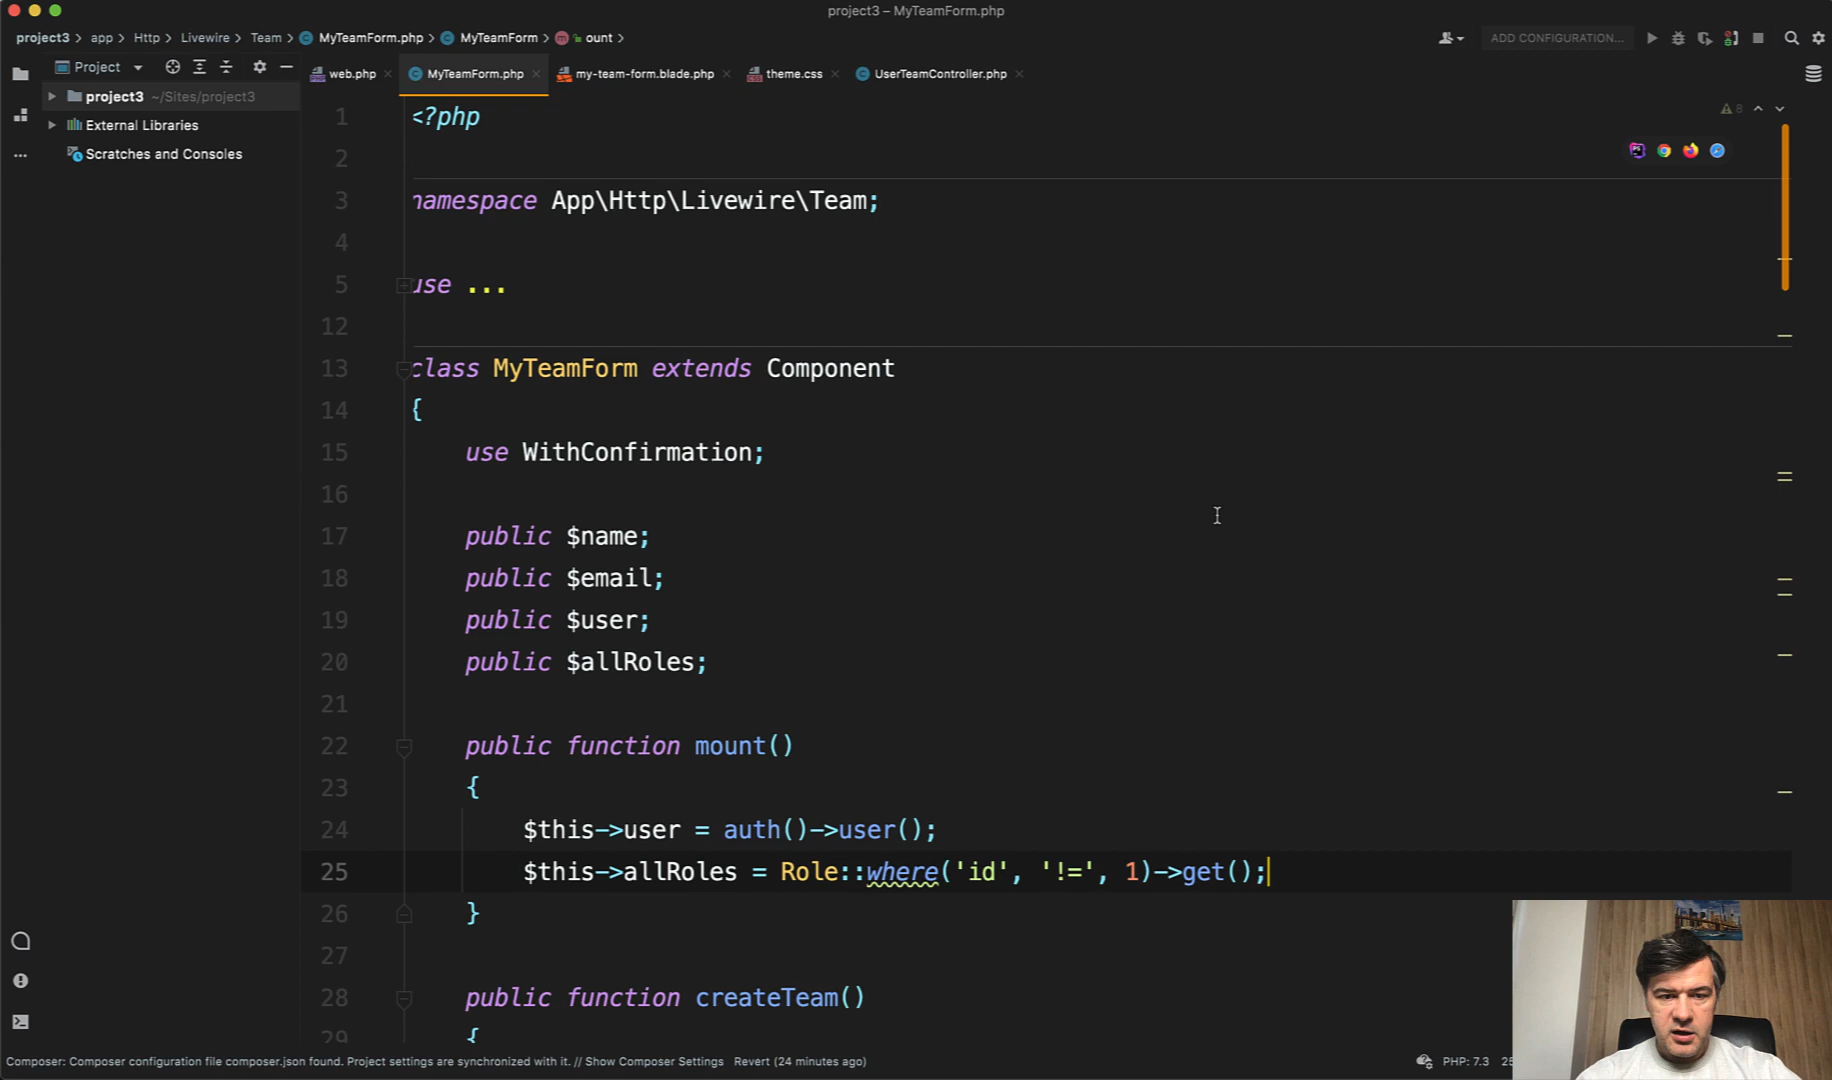 project3 – MyTeamForm.php
project3 app Http Livewire Team MyTeamForm.php MyTeamForm ount
ADD CONFIGURATION...
Project
web.php MyTeamForm.php my-team-form.blade.php theme.css UserTeamController.php
project3 ~/Sites/project3
External Libraries
Scratches and Consoles
8
1 <?php
2
3 namespace App\Http\Livewire\Team;
4
5 use ...
12
13 class MyTeamForm extends Component
14 {
15 use WithConfirmation;
16
17 public $name;
18 public $email;
19 public $user;
20 public $allRoles;
21
22 public function mount()
23 {
24 $this->user = auth()->user();
25 $this->allRoles = Role::where('id', '!=', 1)->get();
26 }
27
28 public function createTeam()
29 {
Composer: Composer configuration file composer.json found. Project settings are synchronized with it. // Show Composer Settings Revert (24 minutes ago)
PHP: 7.3